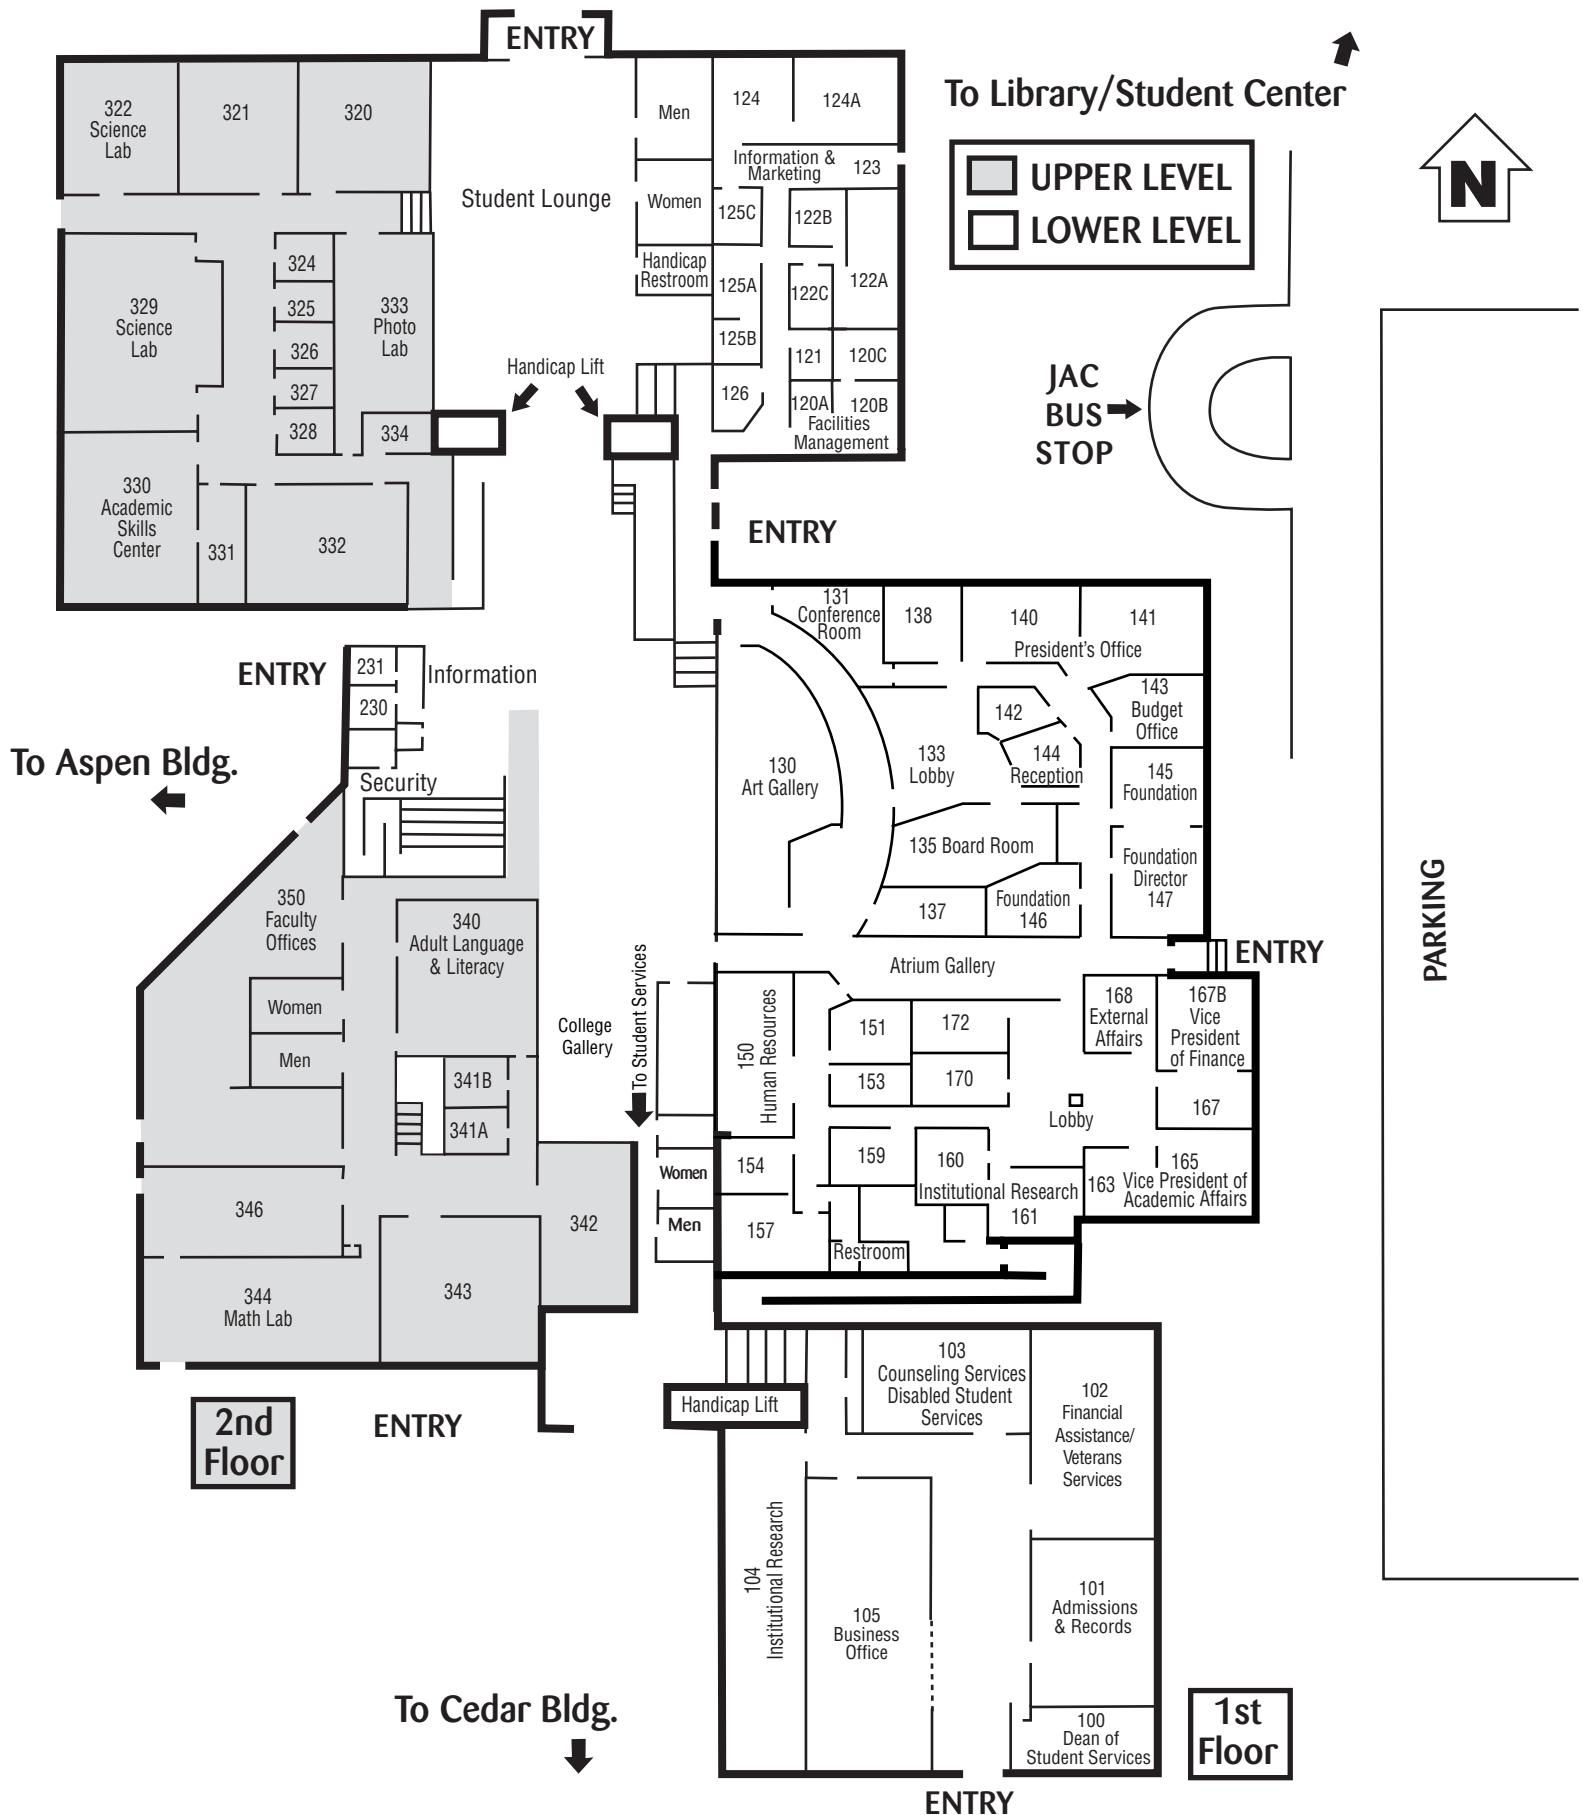 ENTRY
To Library/Student Center
UPPER LEVEL
LOWER LEVEL
N
322
Science
Lab
321
320
Student Lounge
Men
Women
Handicap
Restroom
124
124A
Information &
Marketing
123
125C
122B
125A
122C
122A
125B
121
120C
126
120A
120B
Facilities
Management
329
Science
Lab
324
325
326
327
328
333
Photo
Lab
334
Handicap Lift
330
Academic
Skills
Center
331
332
JAC
BUS
STOP
ENTRY
PARKING
131
Conference
Room
138
140
141
President's Office
143
Budget
Office
142
144
Reception
133
Lobby
130
Art Gallery
145
Foundation
135 Board Room
Foundation
Director
147
137
Foundation
146
ENTRY
Atrium Gallery
ENTRY
231
Information
230
Security
To Aspen Bldg.
350
Faculty
Offices
340
Adult Language
& Literacy
Women
Men
341B
341A
College
Gallery
To Student Services
346
342
343
344
Math Lab
2nd
Floor
ENTRY
Women
Men
150
Human Resources
151
172
153
170
168
External
Affairs
167B
Vice
President
of Finance
167
Lobby
154
159
160
Institutional Research
161
163
165
Vice President of
Academic Affairs
157
Restroom
Handicap Lift
103
Counseling Services
Disabled Student
Services
102
Financial
Assistance/
Veterans
Services
104
Institutional Research
105
Business
Office
101
Admissions
& Records
100
Dean of
Student Services
To Cedar Bldg.
1st
Floor
ENTRY